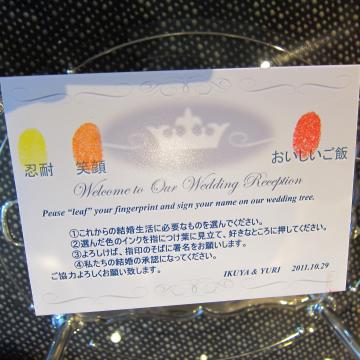 忍耐 笑顔 おいしいご飯
Welcome to Our Wedding Reception
Pease "leaf" your fingerprint and sign your name on our wedding tree.
①これからの結婚生活に必要なものを選んでください。
②選んだ色のインクを指につけ葉に見立て、好きなところに押してください。
③よろしければ、指印のそばに署名をお願いします。
④私たちの結婚の承認になってください。
ご協力よろしくお願い致します。
IKUYA & YURI 2011.10.29